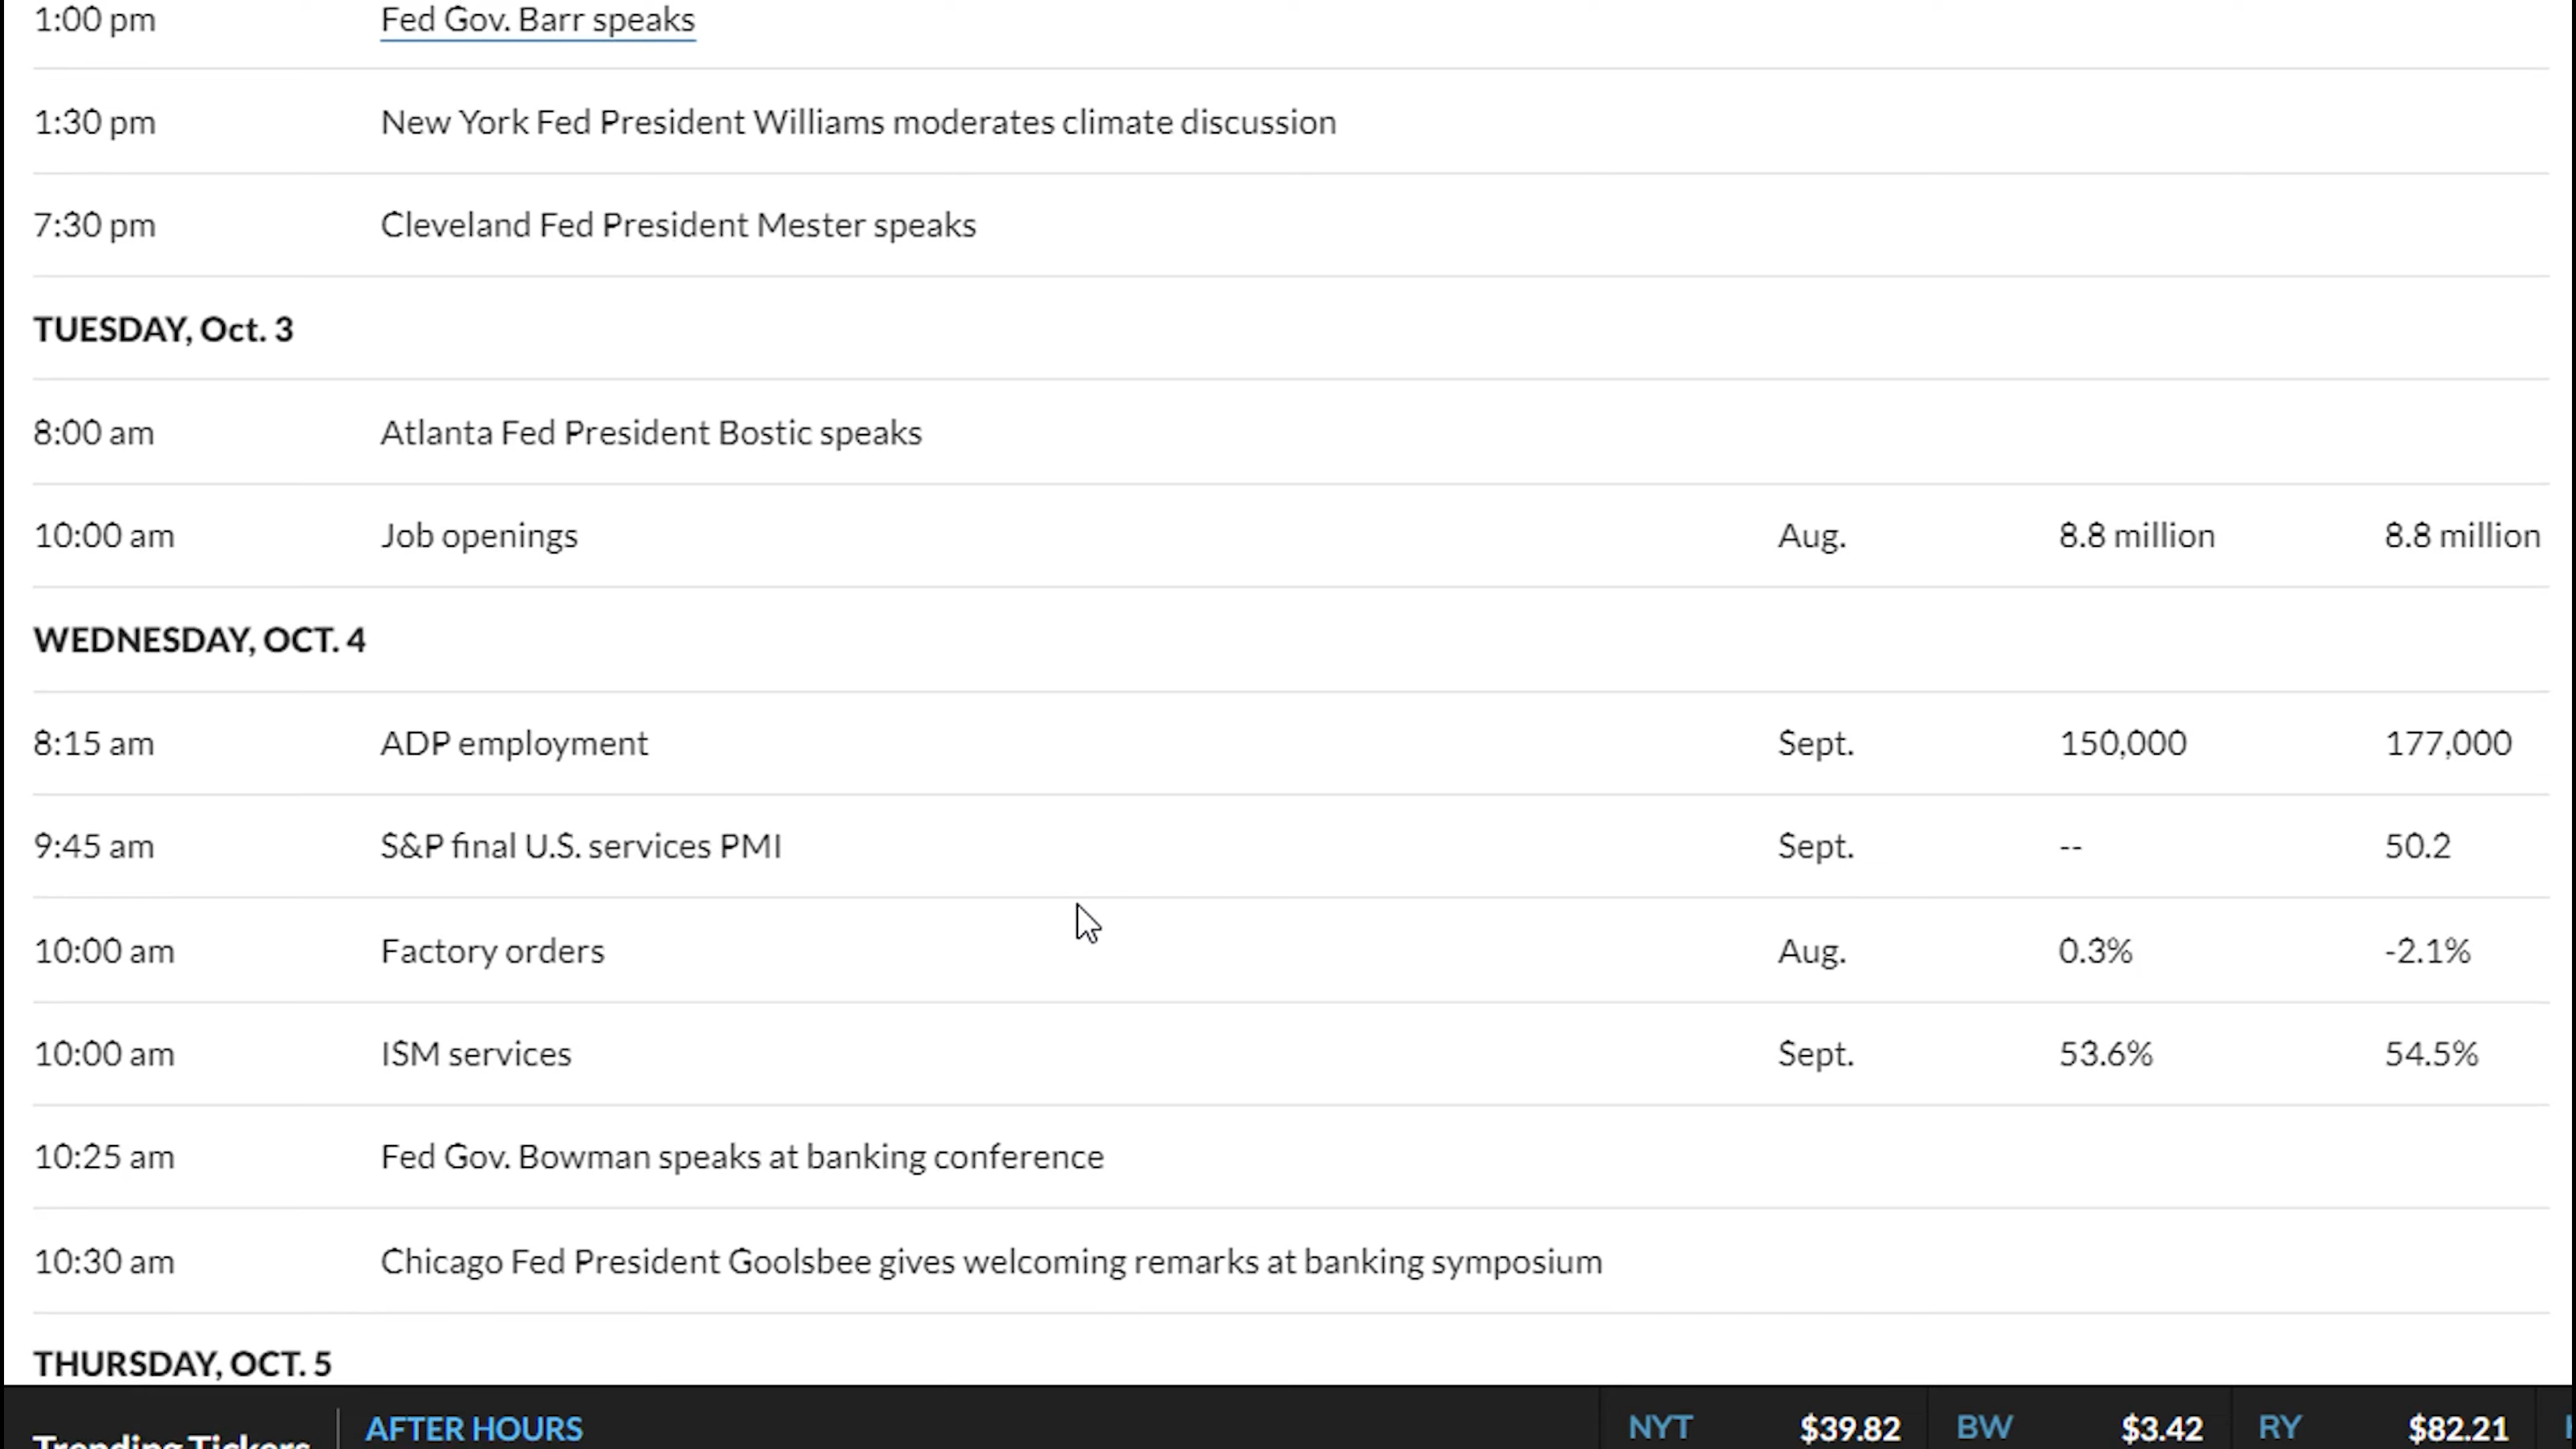 1:00 pm Fed Gov. Barr speaks
1:30 pm New York Fed President Williams moderates climate discussion
7:30 pm Cleveland Fed President Mester speaks
TUESDAY, Oct. 3
8:00 am Atlanta Fed President Bostic speaks
10:00 am Job openings Aug. 8.8 million 8.8 million
WEDNESDAY, OCT. 4
8:15 am ADP employment Sept. 150,000 177,000
9:45 am S&P final U.S. services PMI Sept. -- 50.2
10:00 am Factory orders Aug. 0.3% -2.1%
10:00 am ISM services Sept. 53.6% 54.5%
10:25 am Fed Gov. Bowman speaks at banking conference
10:30 am Chicago Fed President Goolsbee gives welcoming remarks at banking symposium
THURSDAY, OCT. 5
Trending Tickers AFTER HOURS NYT $39.82 BW $3.42 RY $82.21